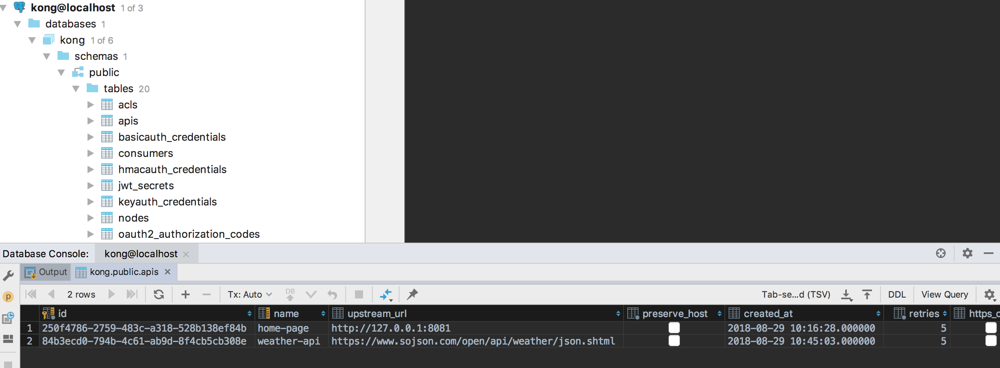 kong@localhost 1 of 3
databases 1
kong 1 of 6
schemas 1
public
tables 20
acls
apis
basicauth_credentials
consumers
hmacauth_credentials
jwt_secrets
keyauth_credentials
nodes
oauth2_authorization_codes
Database Console: kong@localhost
Output kong.public.apis
p
2 rows Tx: Auto DB Tab-se...d (TSV) DDL View Query
id name upstream_url preserve_host created_at retries
1 250f4786-2759-483c-a318-528b138ef84b home-page http://127.0.0.1:8081 2018-08-29 10:16:28.000000 5
2 84b3ecd0-794b-4c61-ab9d-8f4cb5cb308e weather-api https://www.sojson.com/open/api/weather/json.shtml 2018-08-29 10:45:03.000000 5